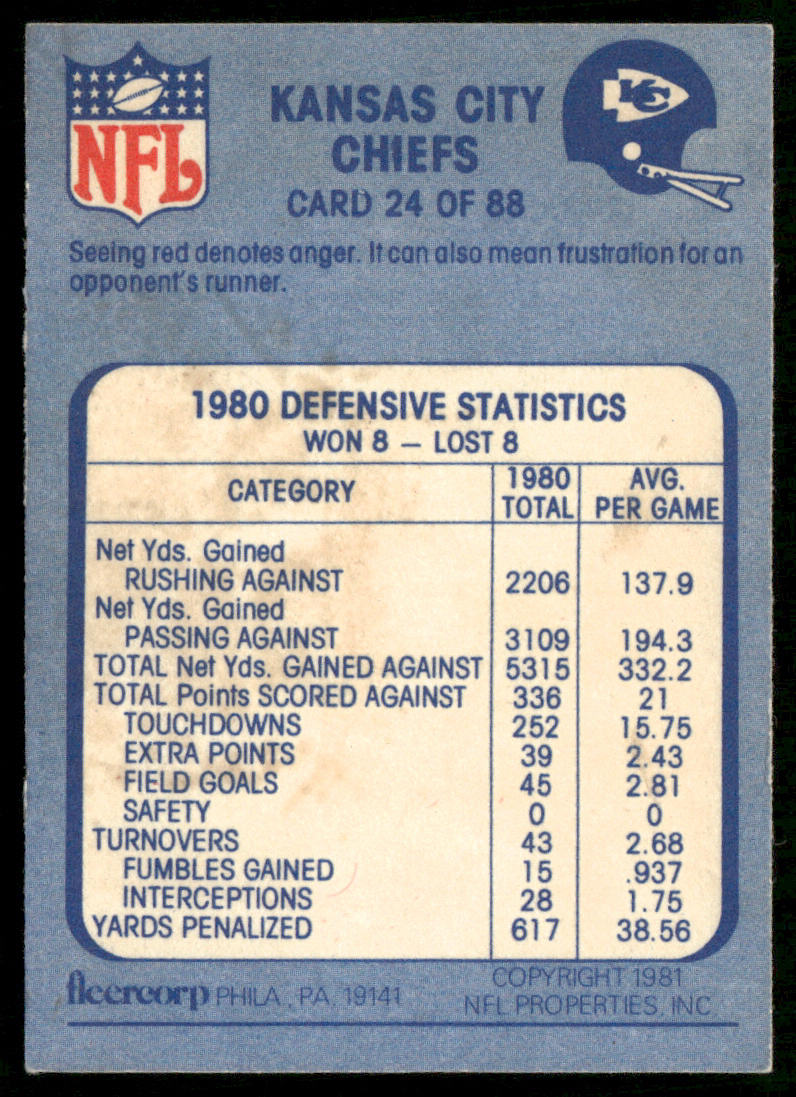 NFL
KANSAS CITY
CHIEFS
CARD 24 OF 88
KC
Seeing red denotes anger. It can also mean frustration for an
opponent's runner.
1980 DEFENSIVE STATISTICS
WON 8 — LOST 8
CATEGORY 1980 TOTAL AVG. PER GAME
Net Yds. Gained
RUSHING AGAINST 2206 137.9
Net Yds. Gained
PASSING AGAINST 3109 194.3
TOTAL Net Yds. GAINED AGAINST 5315 332.2
TOTAL Points SCORED AGAINST 336 21
TOUCHDOWNS 252 15.75
EXTRA POINTS 39 2.43
FIELD GOALS 45 2.81
SAFETY 0 0
TURNOVERS 43 2.68
FUMBLES GAINED 15 .937
INTERCEPTIONS 28 1.75
YARDS PENALIZED 617 38.56
fleercorp PHILA., PA. 19141
COPYRIGHT 1981
NFL PROPERTIES, INC.